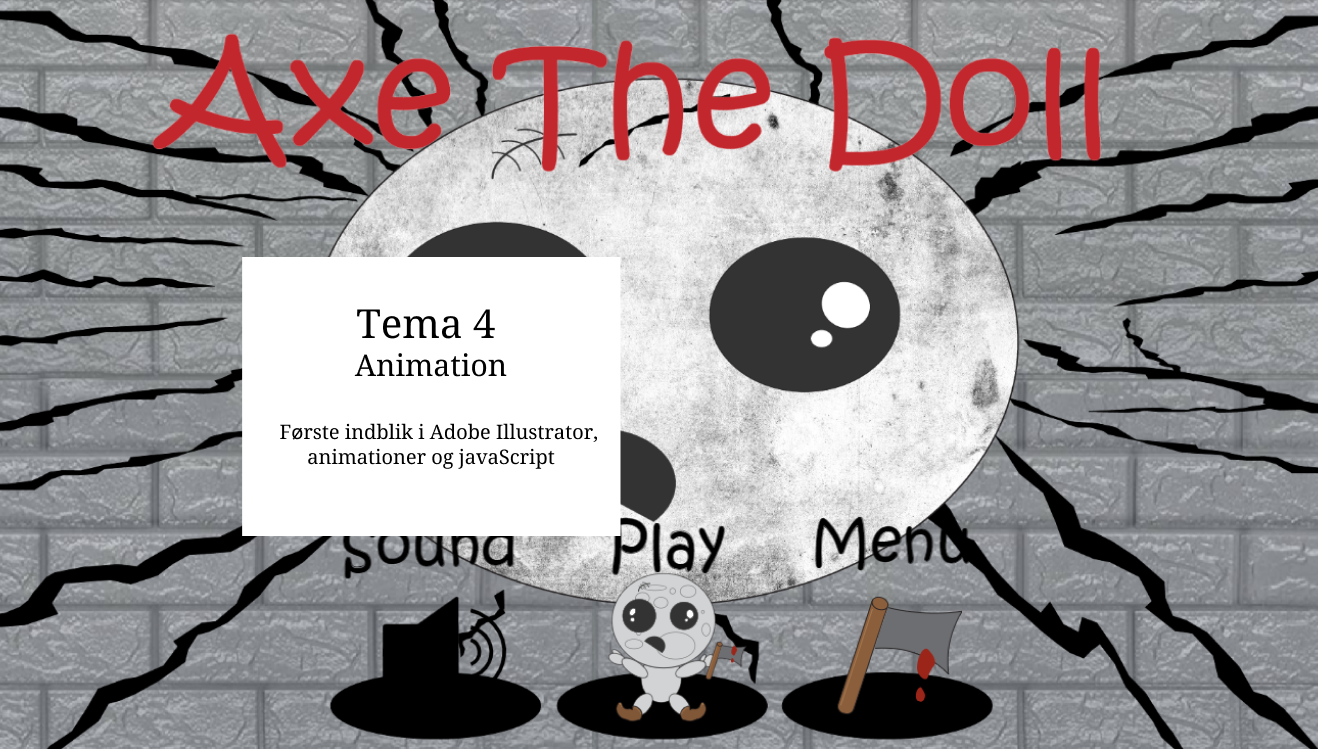 Axe The Doll
Tema 4
Animation
Første indblik i Adobe Illustrator,
animationer og javaScript
Sound Play Menu